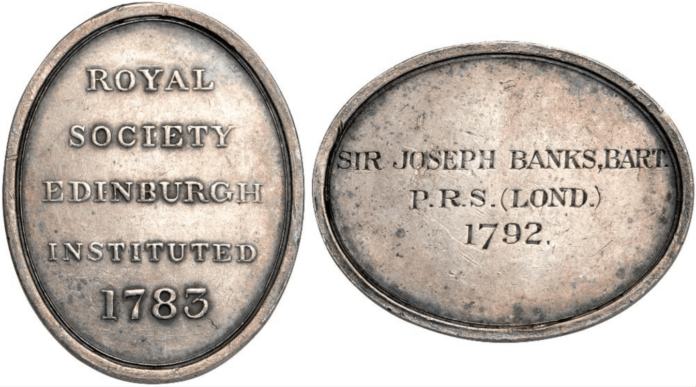 ROYAL
SOCIETY
EDINBURGH
INSTITUTED
1783
SIR JOSEPH BANKS, BART.
P.R.S. (LOND.)
1792.